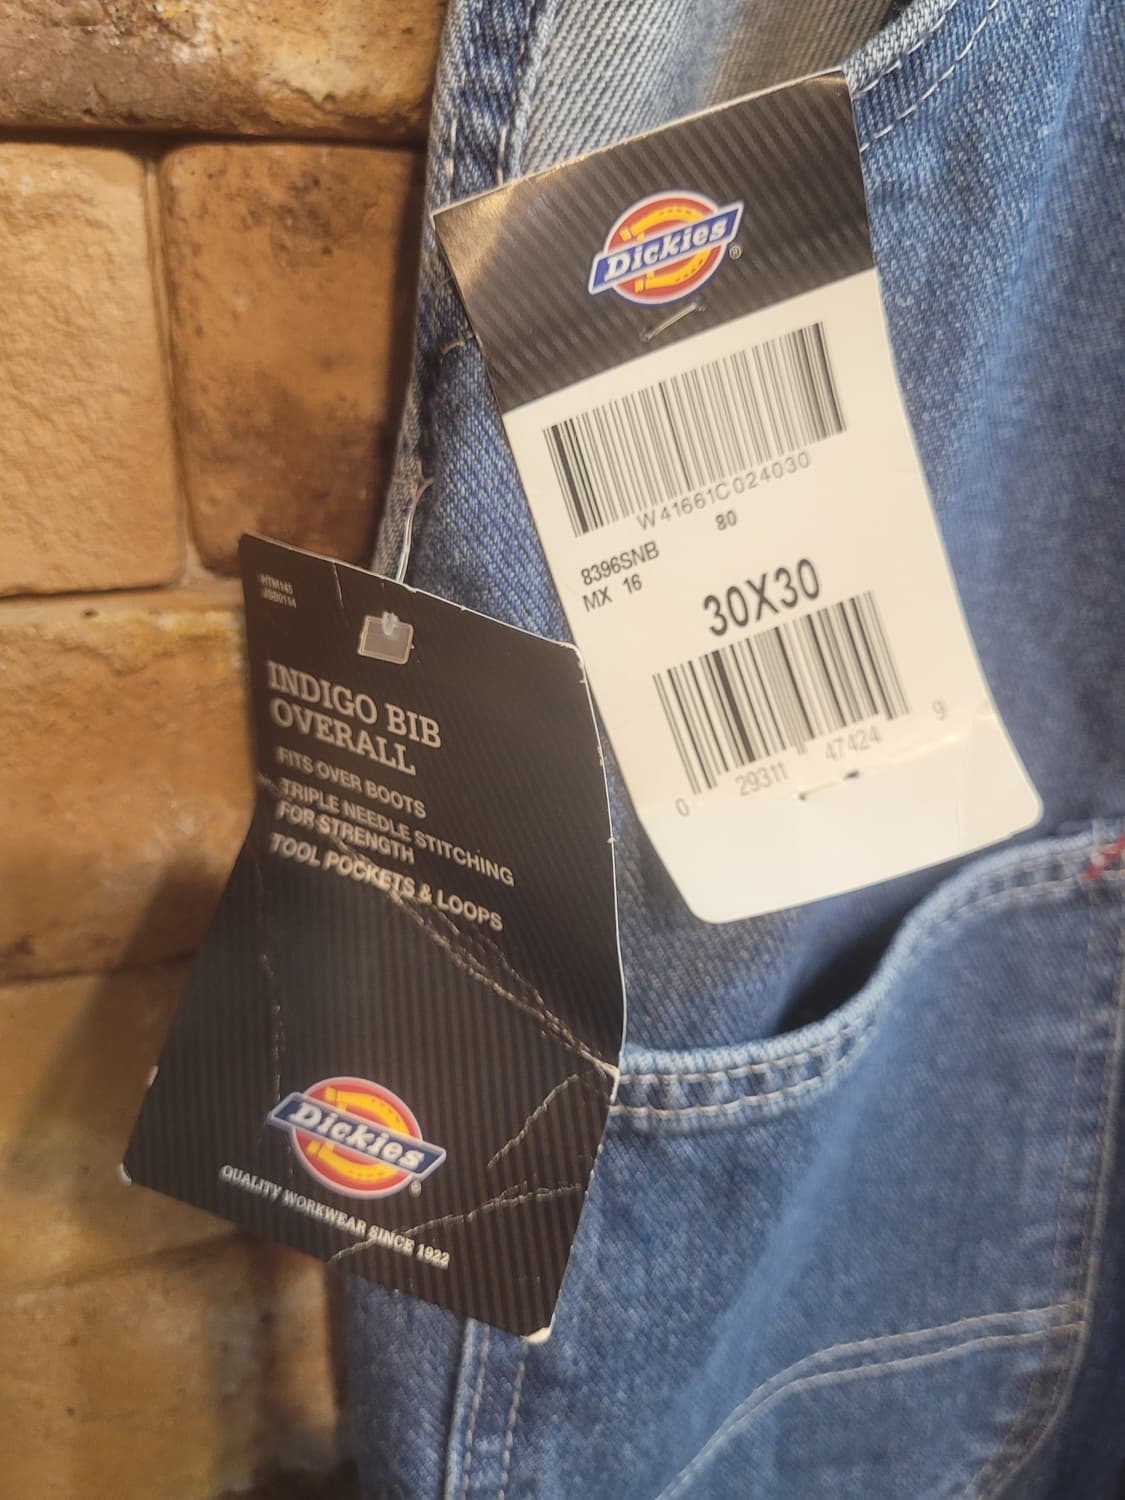 Dickies®
W41661C024030
80
8396SNB
MX 16
30X30
0 29311 47424 9
INDIGO BIB
OVERALL
FITS OVER BOOTS
TRIPLE NEEDLE STITCHING
FOR STRENGTH
TOOL POCKETS & LOOPS
Dickies®
QUALITY WORKWEAR SINCE 1922